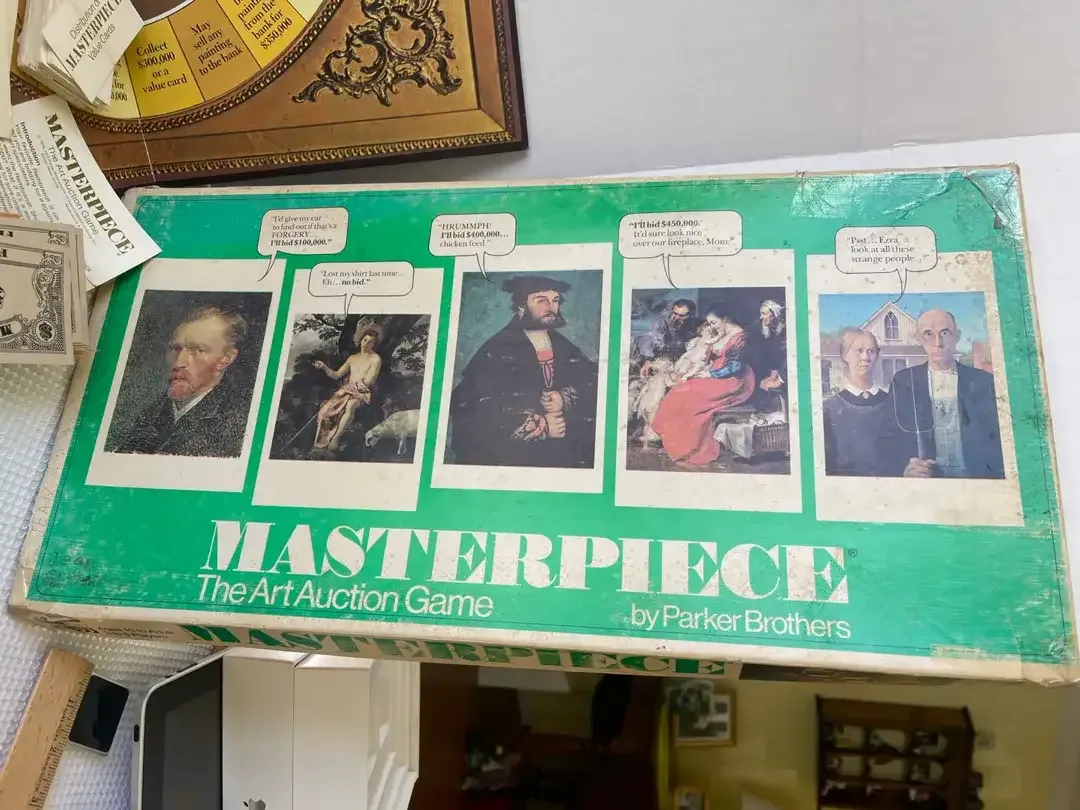 Distribution of
MASTERPIECE
Value Cards
Collect
$300,000
or a
value card
May
sell any
painting
to the bank
from the
bank for
$350,000
MASTERPIECE
The Art Auction Game
Introduction
"I'd give my ear
to find out if that's a
FORGERY...
I'll bid $100,000."
"Lost my shirt last time...
Eh...no bid."
"HRUMMPH!
I'll bid $400,000...
chicken feed."
"I'll bid $450,000.
It'd sure look nice
over our fireplace, Mom."
"Psst... Ezra,
look at all these
strange people..."
MASTERPIECE®
The Art Auction Game
by Parker Brothers
MASTERPIECE